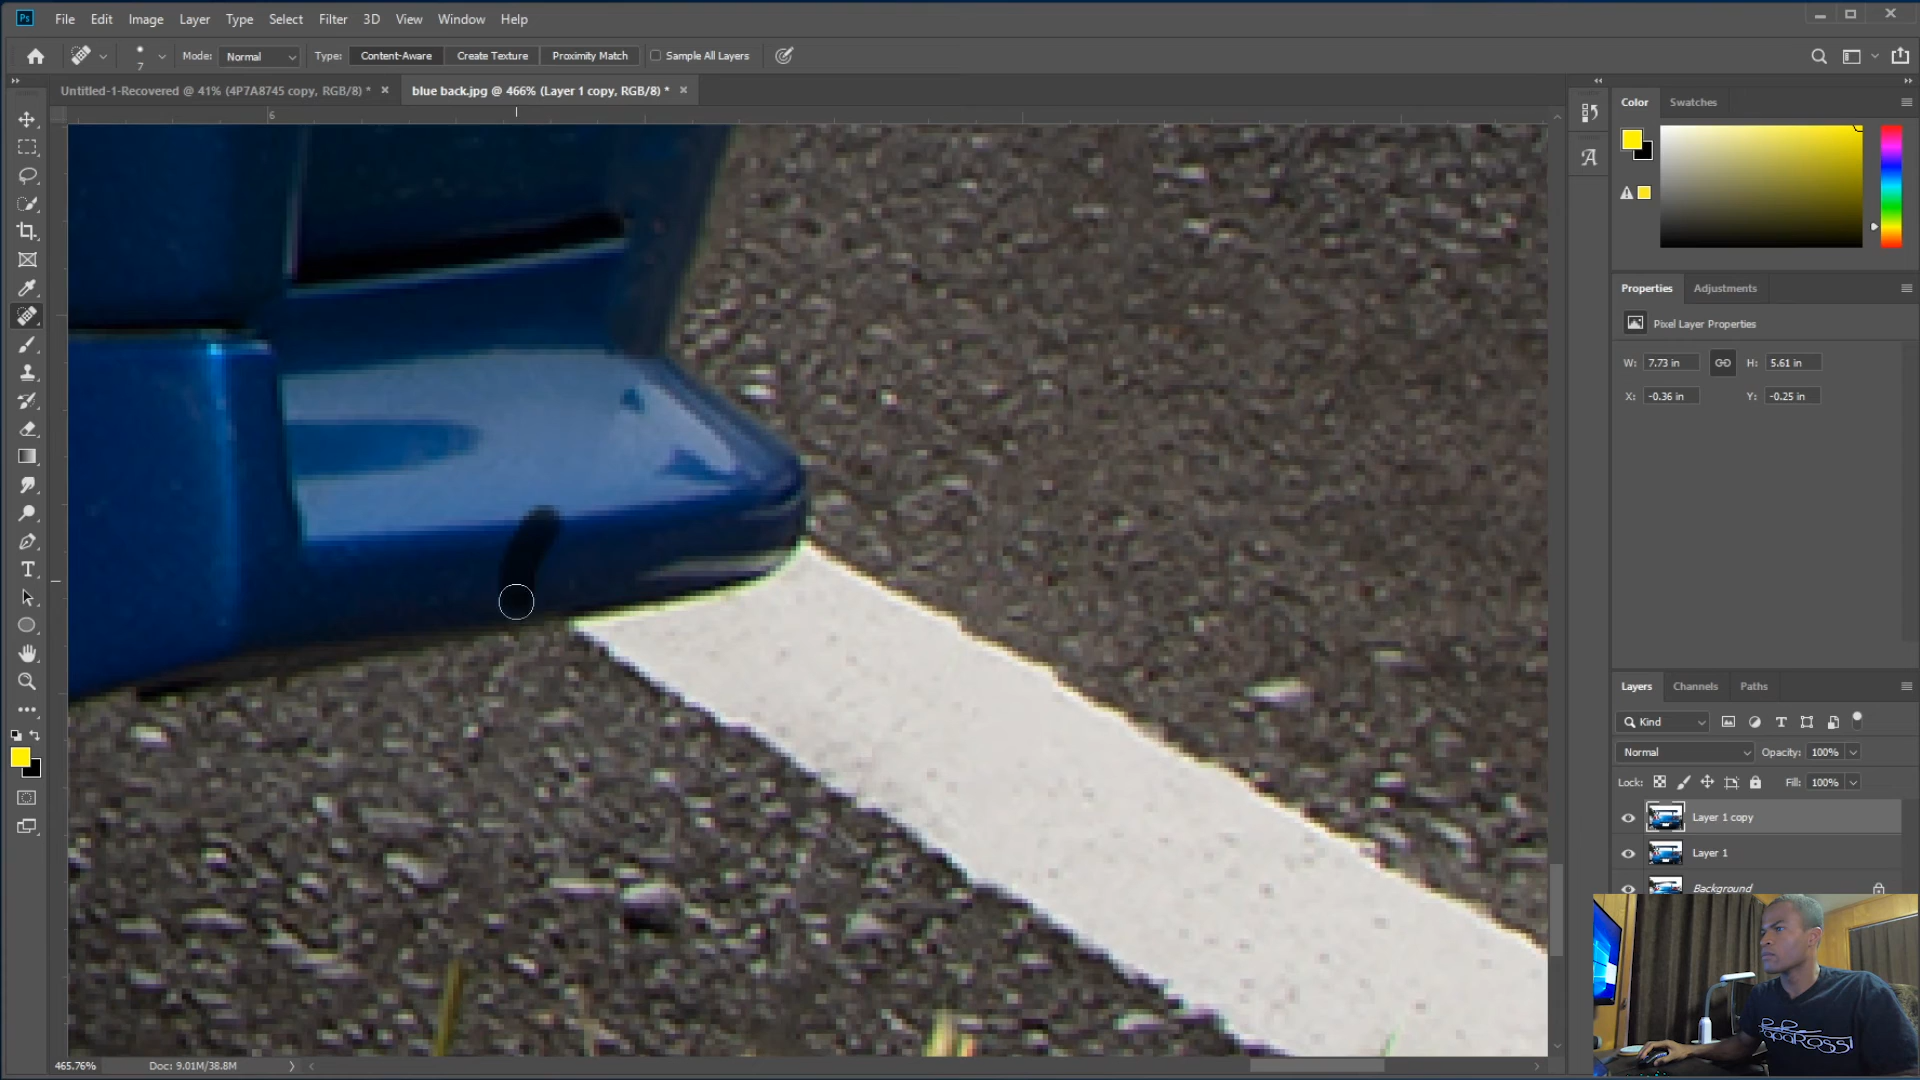 Ps File Edit Image Layer Type Select Filter 3D View Window Help
7 Mode: Normal Type: Content-Aware Create Texture Proximity Match Sample All Layers
Untitled-1-Recovered @ 41% (4P7A8745 copy, RGB/8) * × blue back.jpg @ 466% (Layer 1 copy, RGB/8) * ×
6
Color Swatches
Properties Adjustments
Pixel Layer Properties
W: 7.73 in H: 5.61 in
X: -0.36 in Y: -0.25 in
Layers Channels Paths
Kind
Normal Opacity: 100%
Lock: Fill: 100%
Layer 1 copy
Layer 1
Background
465.76% Doc: 9.01M/38.8M